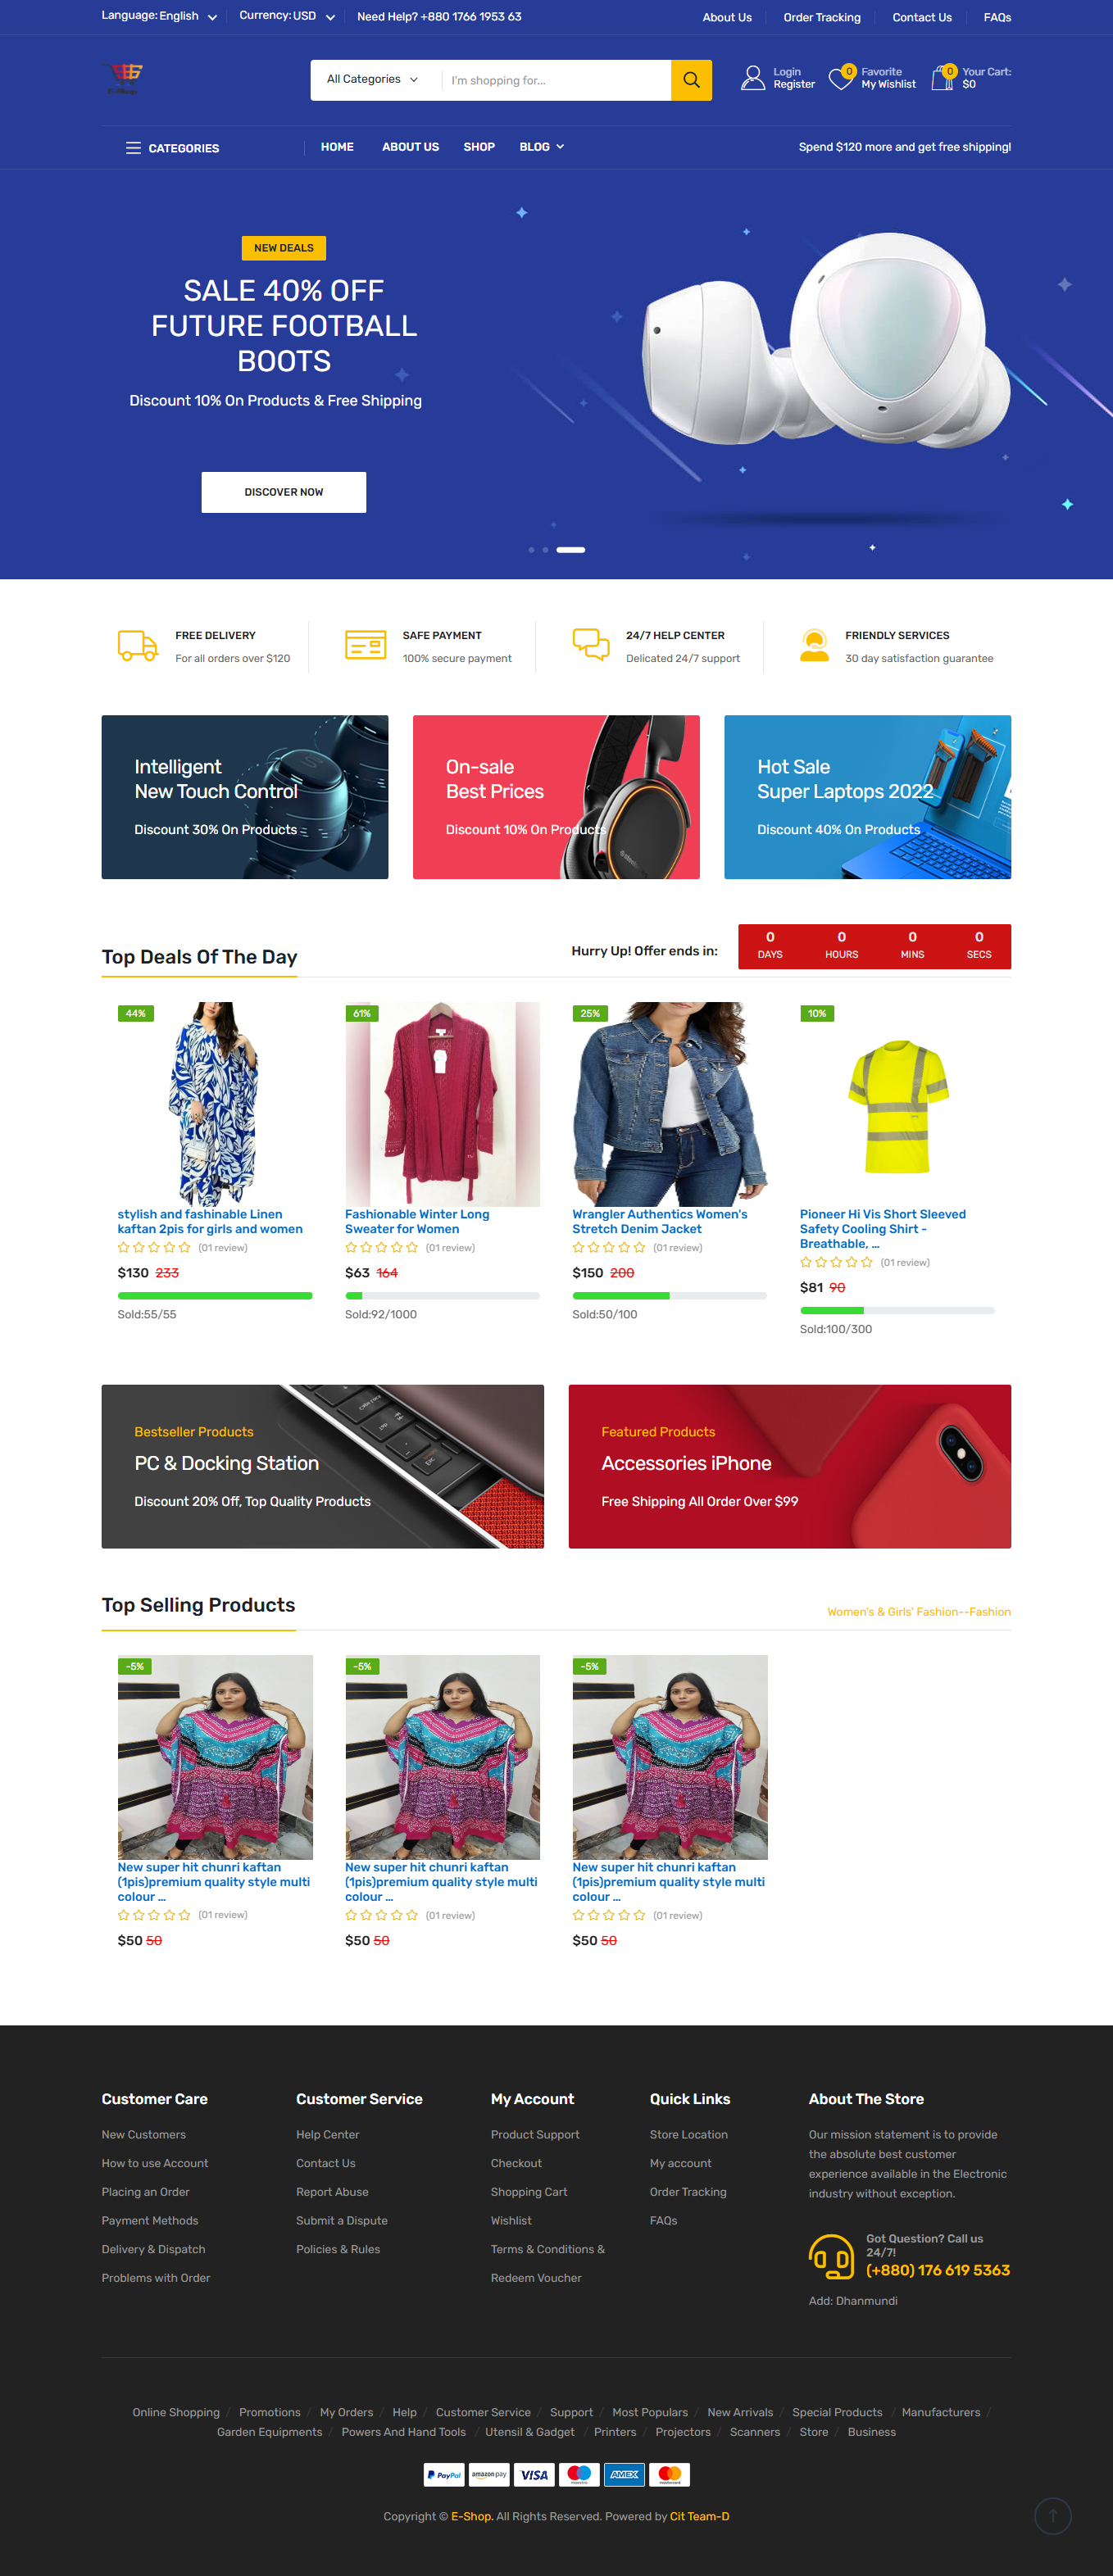 Language: English
Currency: USD
Need Help? +880 1766 1953 63
About Us
Order Tracking
Contact Us
FAQs
E-Shop
All Categories
I'm shopping for...
Login
Register
0
Favorite
My Wishlist
0
Your Cart:
$0
CATEGORIES
HOME
ABOUT US
SHOP
BLOG
Spend $120 more and get free shipping!
NEW DEALS
SALE 40% OFF
FUTURE FOOTBALL
BOOTS
Discount 10% On Products & Free Shipping
DISCOVER NOW
FREE DELIVERY
For all orders over $120
SAFE PAYMENT
100% secure payment
24/7 HELP CENTER
Delicated 24/7 support
FRIENDLY SERVICES
30 day satisfaction guarantee
Intelligent
New Touch Control
Discount 30% On Products
On-sale
Best Prices
Discount 10% On Products
Hot Sale
Super Laptops 2022
Discount 40% On Products
Top Deals Of The Day
Hurry Up! Offer ends in:
0 0 0 0
DAYS HOURS MINS SECS
44%
stylish and fashinable Linen
kaftan 2pis for girls and women
(01 review)
$130 233
Sold:55/55
61%
Fashionable Winter Long
Sweater for Women
(01 review)
$63 164
Sold:92/1000
25%
Wrangler Authentics Women's
Stretch Denim Jacket
(01 review)
$150 200
Sold:50/100
10%
Pioneer Hi Vis Short Sleeved
Safety Cooling Shirt -
Breathable, ...
(01 review)
$81 90
Sold:100/300
Bestseller Products
PC & Docking Station
Discount 20% Off, Top Quality Products
Featured Products
Accessories iPhone
Free Shipping All Order Over $99
Top Selling Products
Women's & Girls' Fashion--Fashion
-5%
New super hit chunri kaftan
(1pis)premium quality style multi
colour ...
(01 review)
$50 50
-5%
New super hit chunri kaftan
(1pis)premium quality style multi
colour ...
(01 review)
$50 50
-5%
New super hit chunri kaftan
(1pis)premium quality style multi
colour ...
(01 review)
$50 50
Customer Care
New Customers
How to use Account
Placing an Order
Payment Methods
Delivery & Dispatch
Problems with Order
Customer Service
Help Center
Contact Us
Report Abuse
Submit a Dispute
Policies & Rules
My Account
Product Support
Checkout
Shopping Cart
Wishlist
Terms & Conditions &
Redeem Voucher
Quick Links
Store Location
My account
Order Tracking
FAQs
About The Store
Our mission statement is to provide
the absolute best customer
experience available in the Electronic
industry without exception.
Got Question? Call us
24/7!
(+880) 176 619 5363
Add: Dhanmundi
Online Shopping / Promotions / My Orders / Help / Customer Service / Support / Most Populars / New Arrivals / Special Products / Manufacturers /
Garden Equipments / Powers And Hand Tools / Utensil & Gadget / Printers / Projectors / Scanners / Store / Business
PayPal amazon pay VISA maestro AMEX mastercard
Copyright © E-Shop. All Rights Reserved. Powered by Cit Team-D